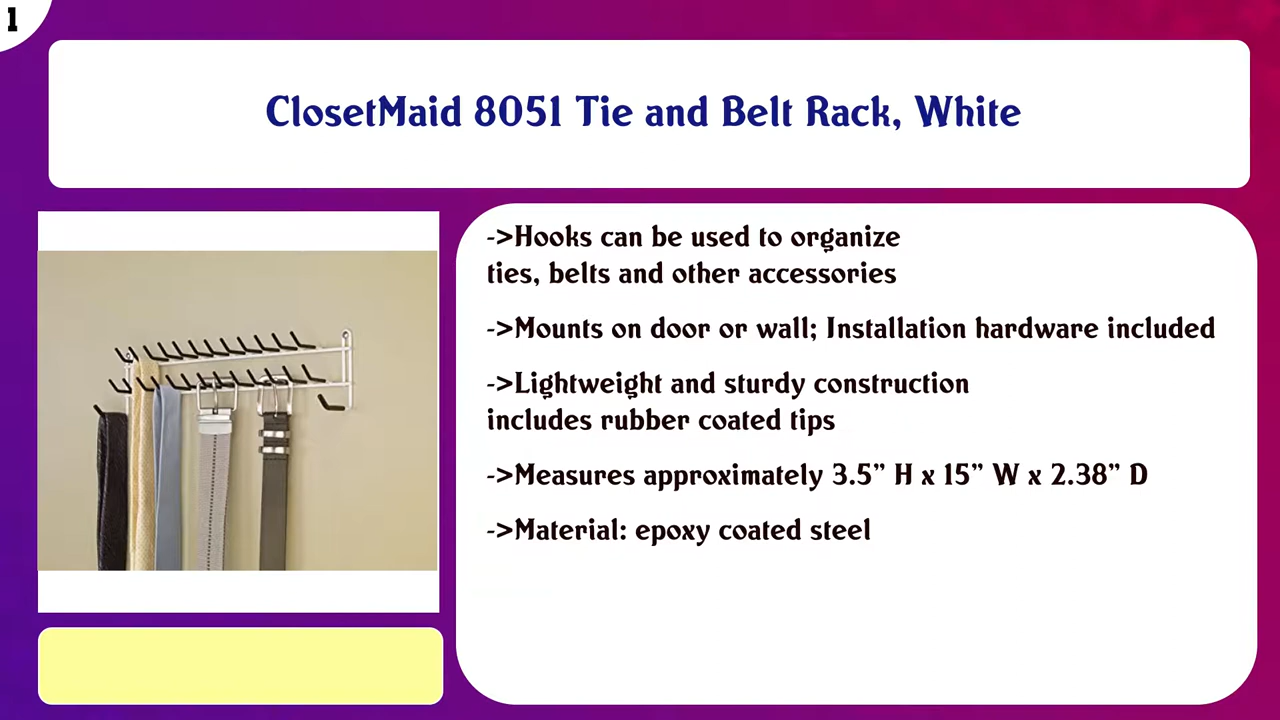 1
ClosetMaid 8051 Tie and Belt Rack, White
->Hooks can be used to organize
ties, belts and other accessories
->Mounts on door or wall; Installation hardware included
->Lightweight and sturdy construction
includes rubber coated tips
->Measures approximately 3.5” H x 15” W x 2.38” D
->Material: epoxy coated steel